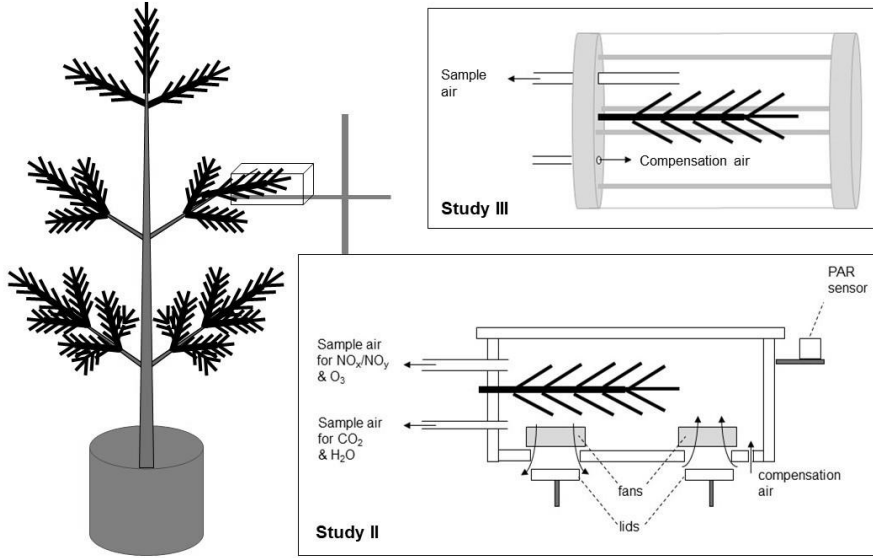 Sample
air
Compensation air
Study III
PAR
sensor
Sample air
for NOₓ/NOᵧ
& O₃
Sample air
for CO₂
& H₂O
fans
compensation
air
lids
Study II